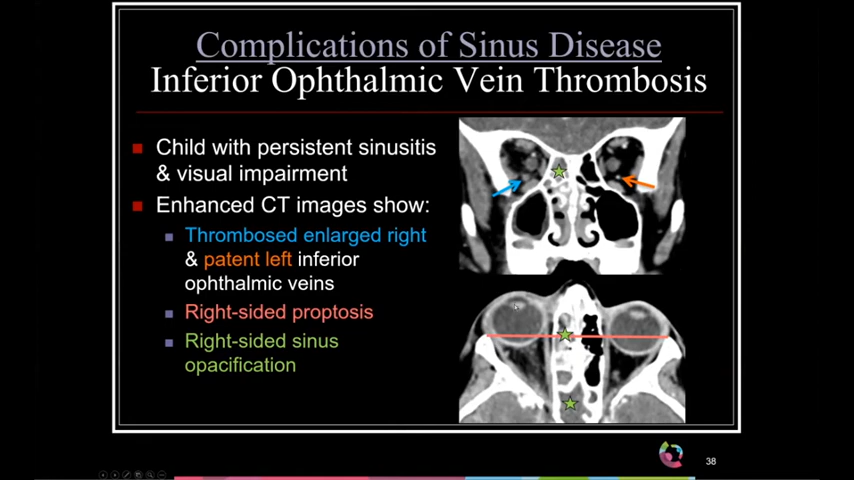 Complications of Sinus Disease
Inferior Ophthalmic Vein Thrombosis
Child with persistent sinusitis
& visual impairment
Enhanced CT images show:
Thrombosed enlarged right
& patent left inferior
ophthalmic veins
Right-sided proptosis
Right-sided sinus
opacification
38